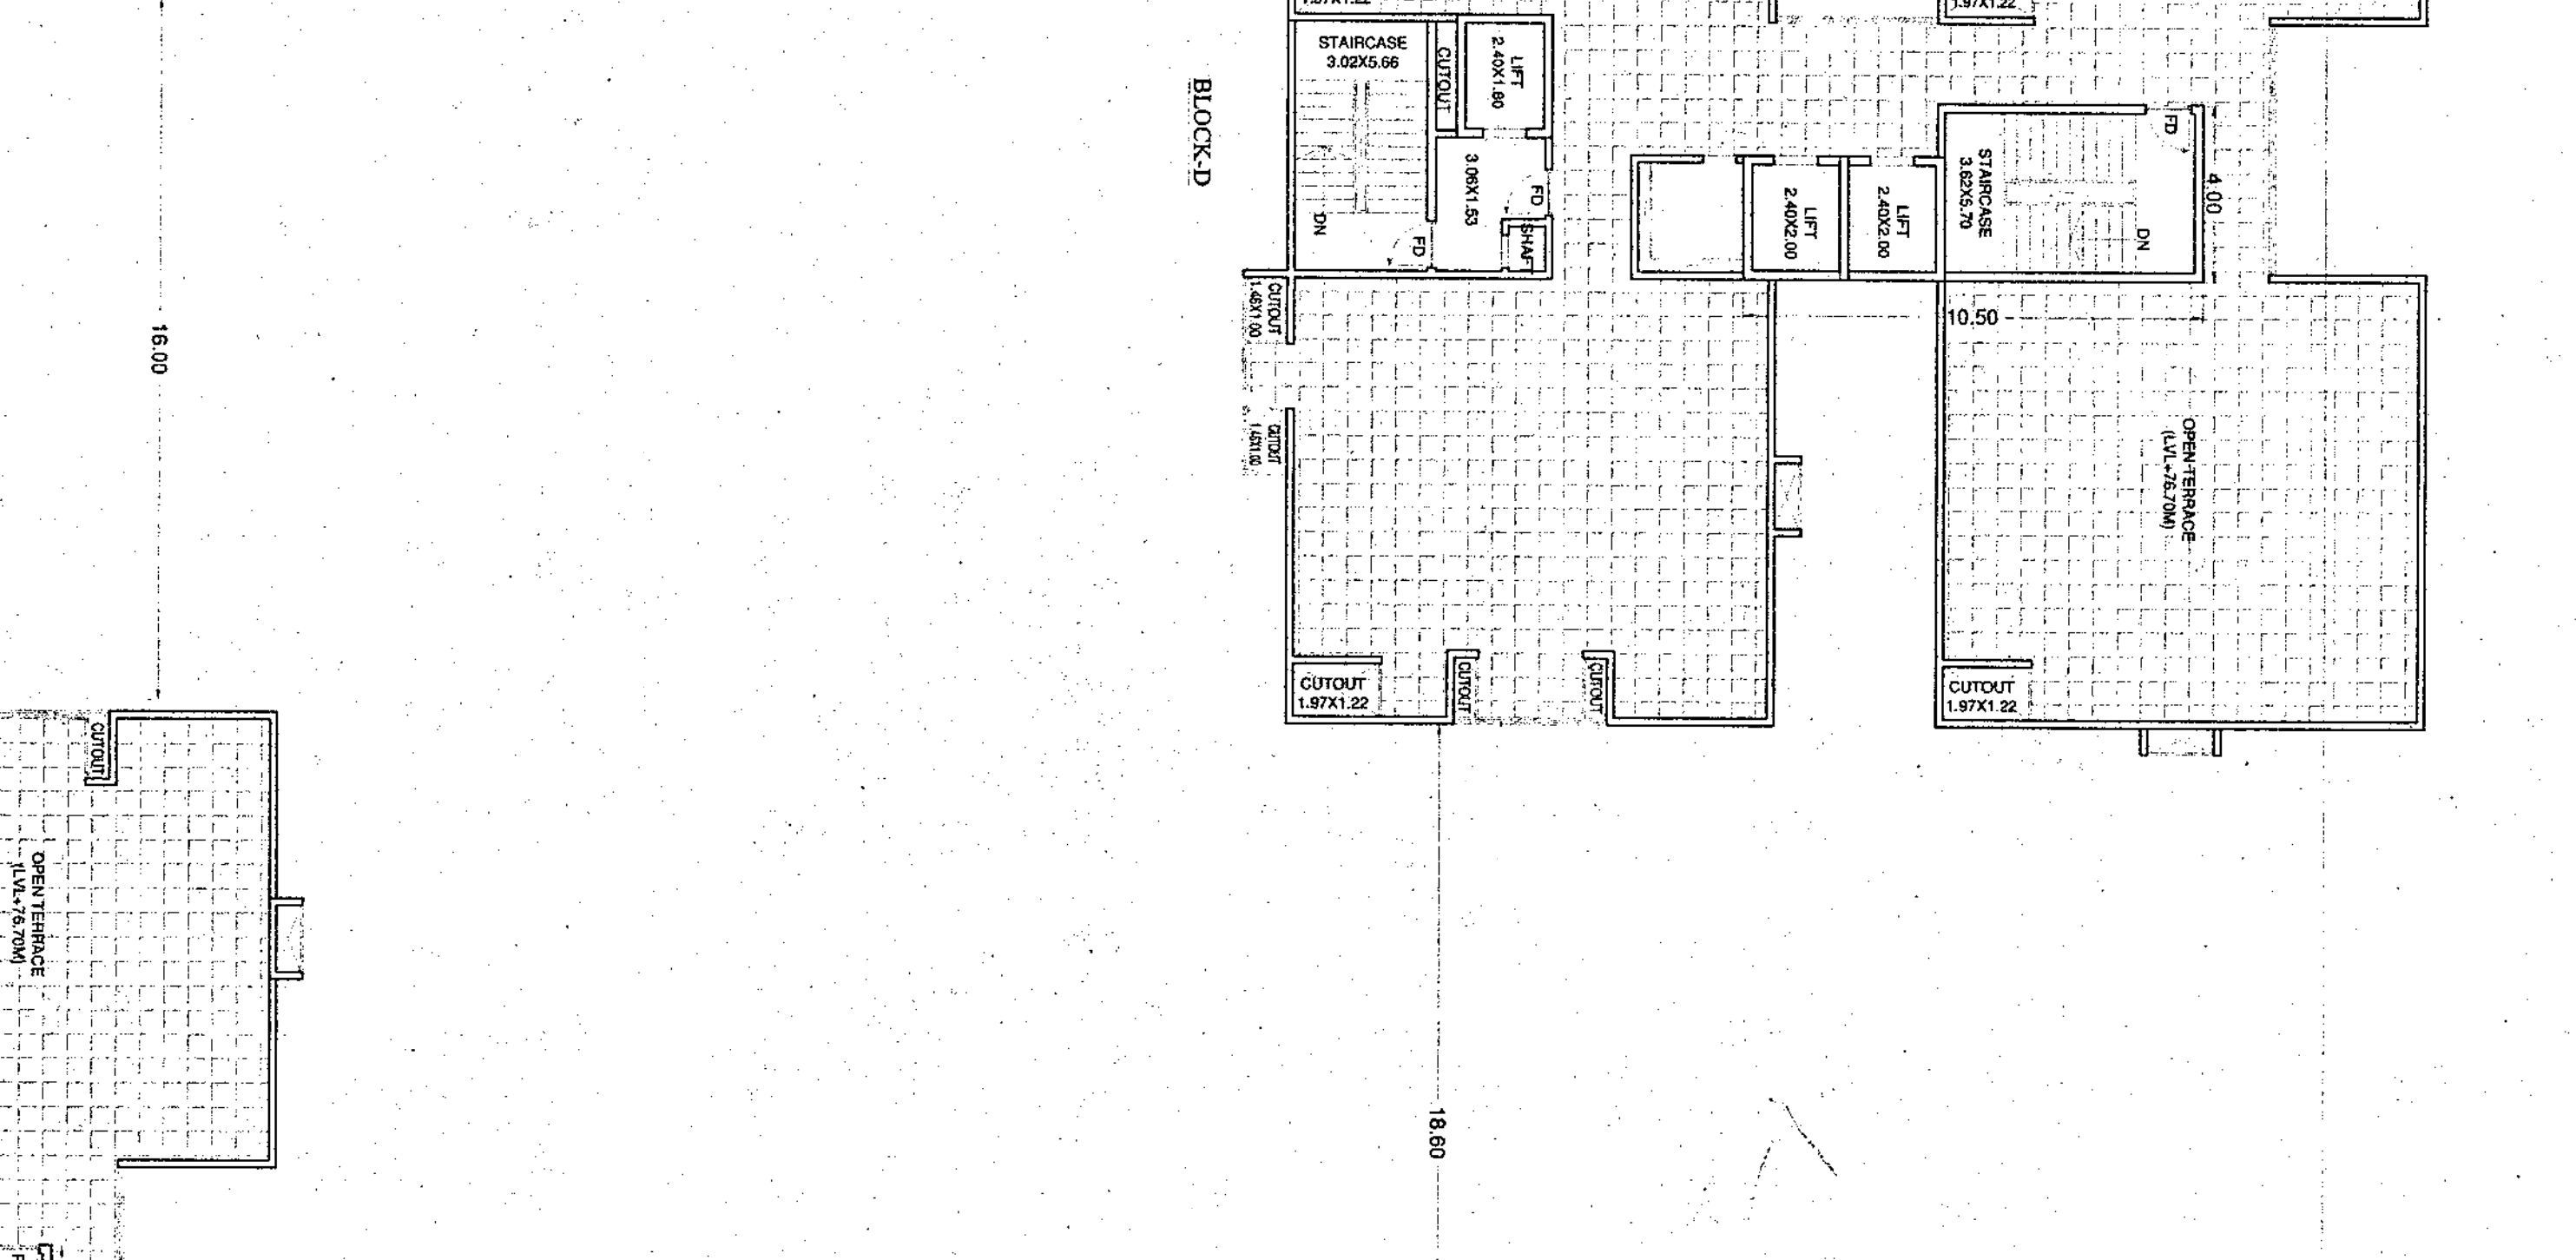 STAIRCASE
3.02X5.66
CUTOUT
LIFT
2.40X1.80
BLOCK-D
3.06X1.53
FD
DN
FD
LIFT
2.40X2.00
LIFT
2.40X2.00
STAIRCASE
3.62X5.70
FD
DN
4.00
10.50
CUTOUT
1.46X1.00
CUTOUT
1.46X1.00
16.00
OPEN TERRACE
(LVL+76.70M)
CUTOUT
1.97X1.22
CUTOUT
CUTOUT
CUTOUT
1.97X1.22
CUTOUT
OPEN TERRACE
(LVL+76.70M)
18.60